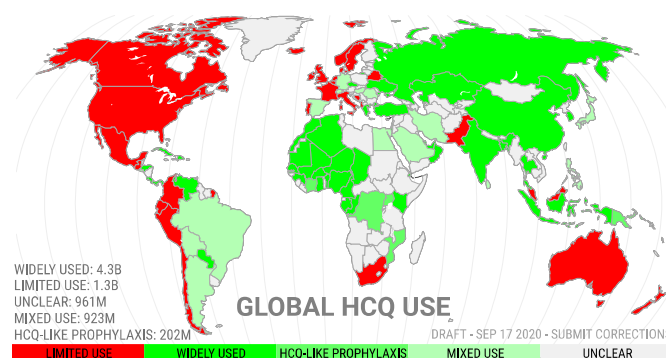 WIDELY USED: 4.3B
LIMITED USE: 1.3B
UNCLEAR: 961M
MIXED USE: 923M
HCQ-LIKE PROPHYLAXIS: 202M
GLOBAL HCQ USE
DRAFT - SEP 17 2020 - SUBMIT CORRECTION
LIMITED USE WIDELY USED HCQ-LIKE PROPHYLAXIS MIXED USE UNCLEAR